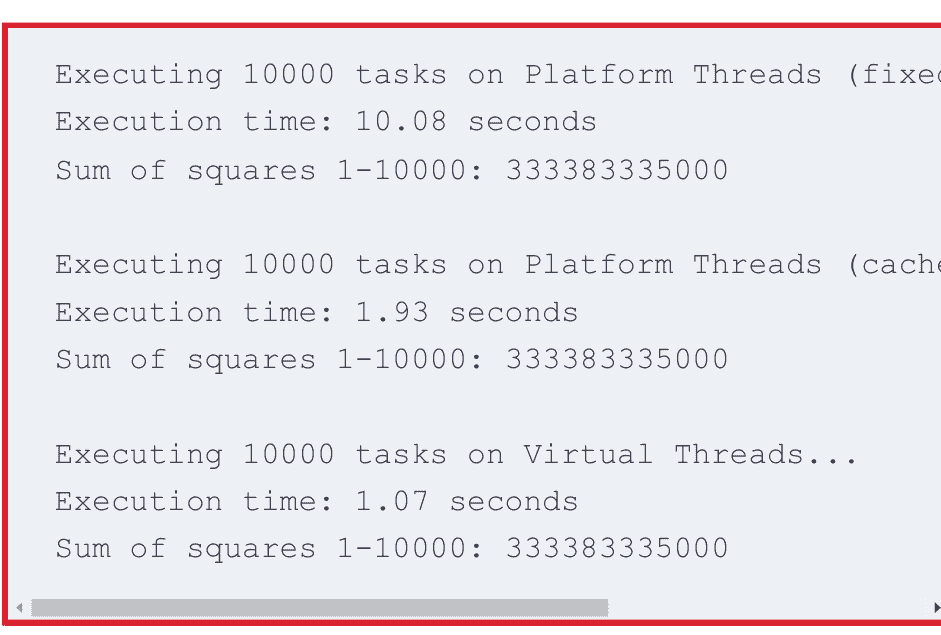 Executing 10000 tasks on Platform Threads (fixed
Execution time: 10.08 seconds
Sum of squares 1-10000: 333383335000
Executing 10000 tasks on Platform Threads (cache
Execution time: 1.93 seconds
Sum of squares 1-10000: 333383335000
Executing 10000 tasks on Virtual Threads...
Execution time: 1.07 seconds
Sum of squares 1-10000: 333383335000